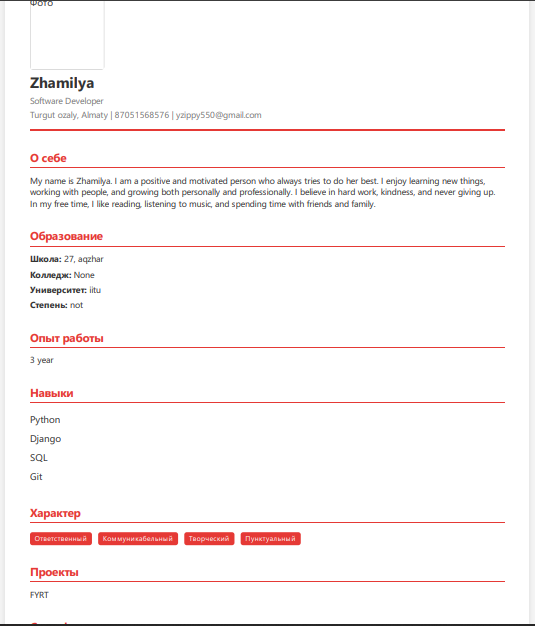 Фото
Zhamilya
Software Developer
Turgut ozaly, Almaty | 87051568576 | yzippy550@gmail.com
О себе
My name is Zhamilya. I am a positive and motivated person who always tries to do her best. I enjoy learning new things,
working with people, and growing both personally and professionally. I believe in hard work, kindness, and never giving up.
In my free time, I like reading, listening to music, and spending time with friends and family.
Образование
Школа: 27, aqzhar
Колледж: None
Университет: iitu
Степень: not
Опыт работы
3 year
Навыки
Python
Django
SQL
Git
Характер
Ответственный Коммуникабельный Творческий Пунктуальный
Проекты
FYRT